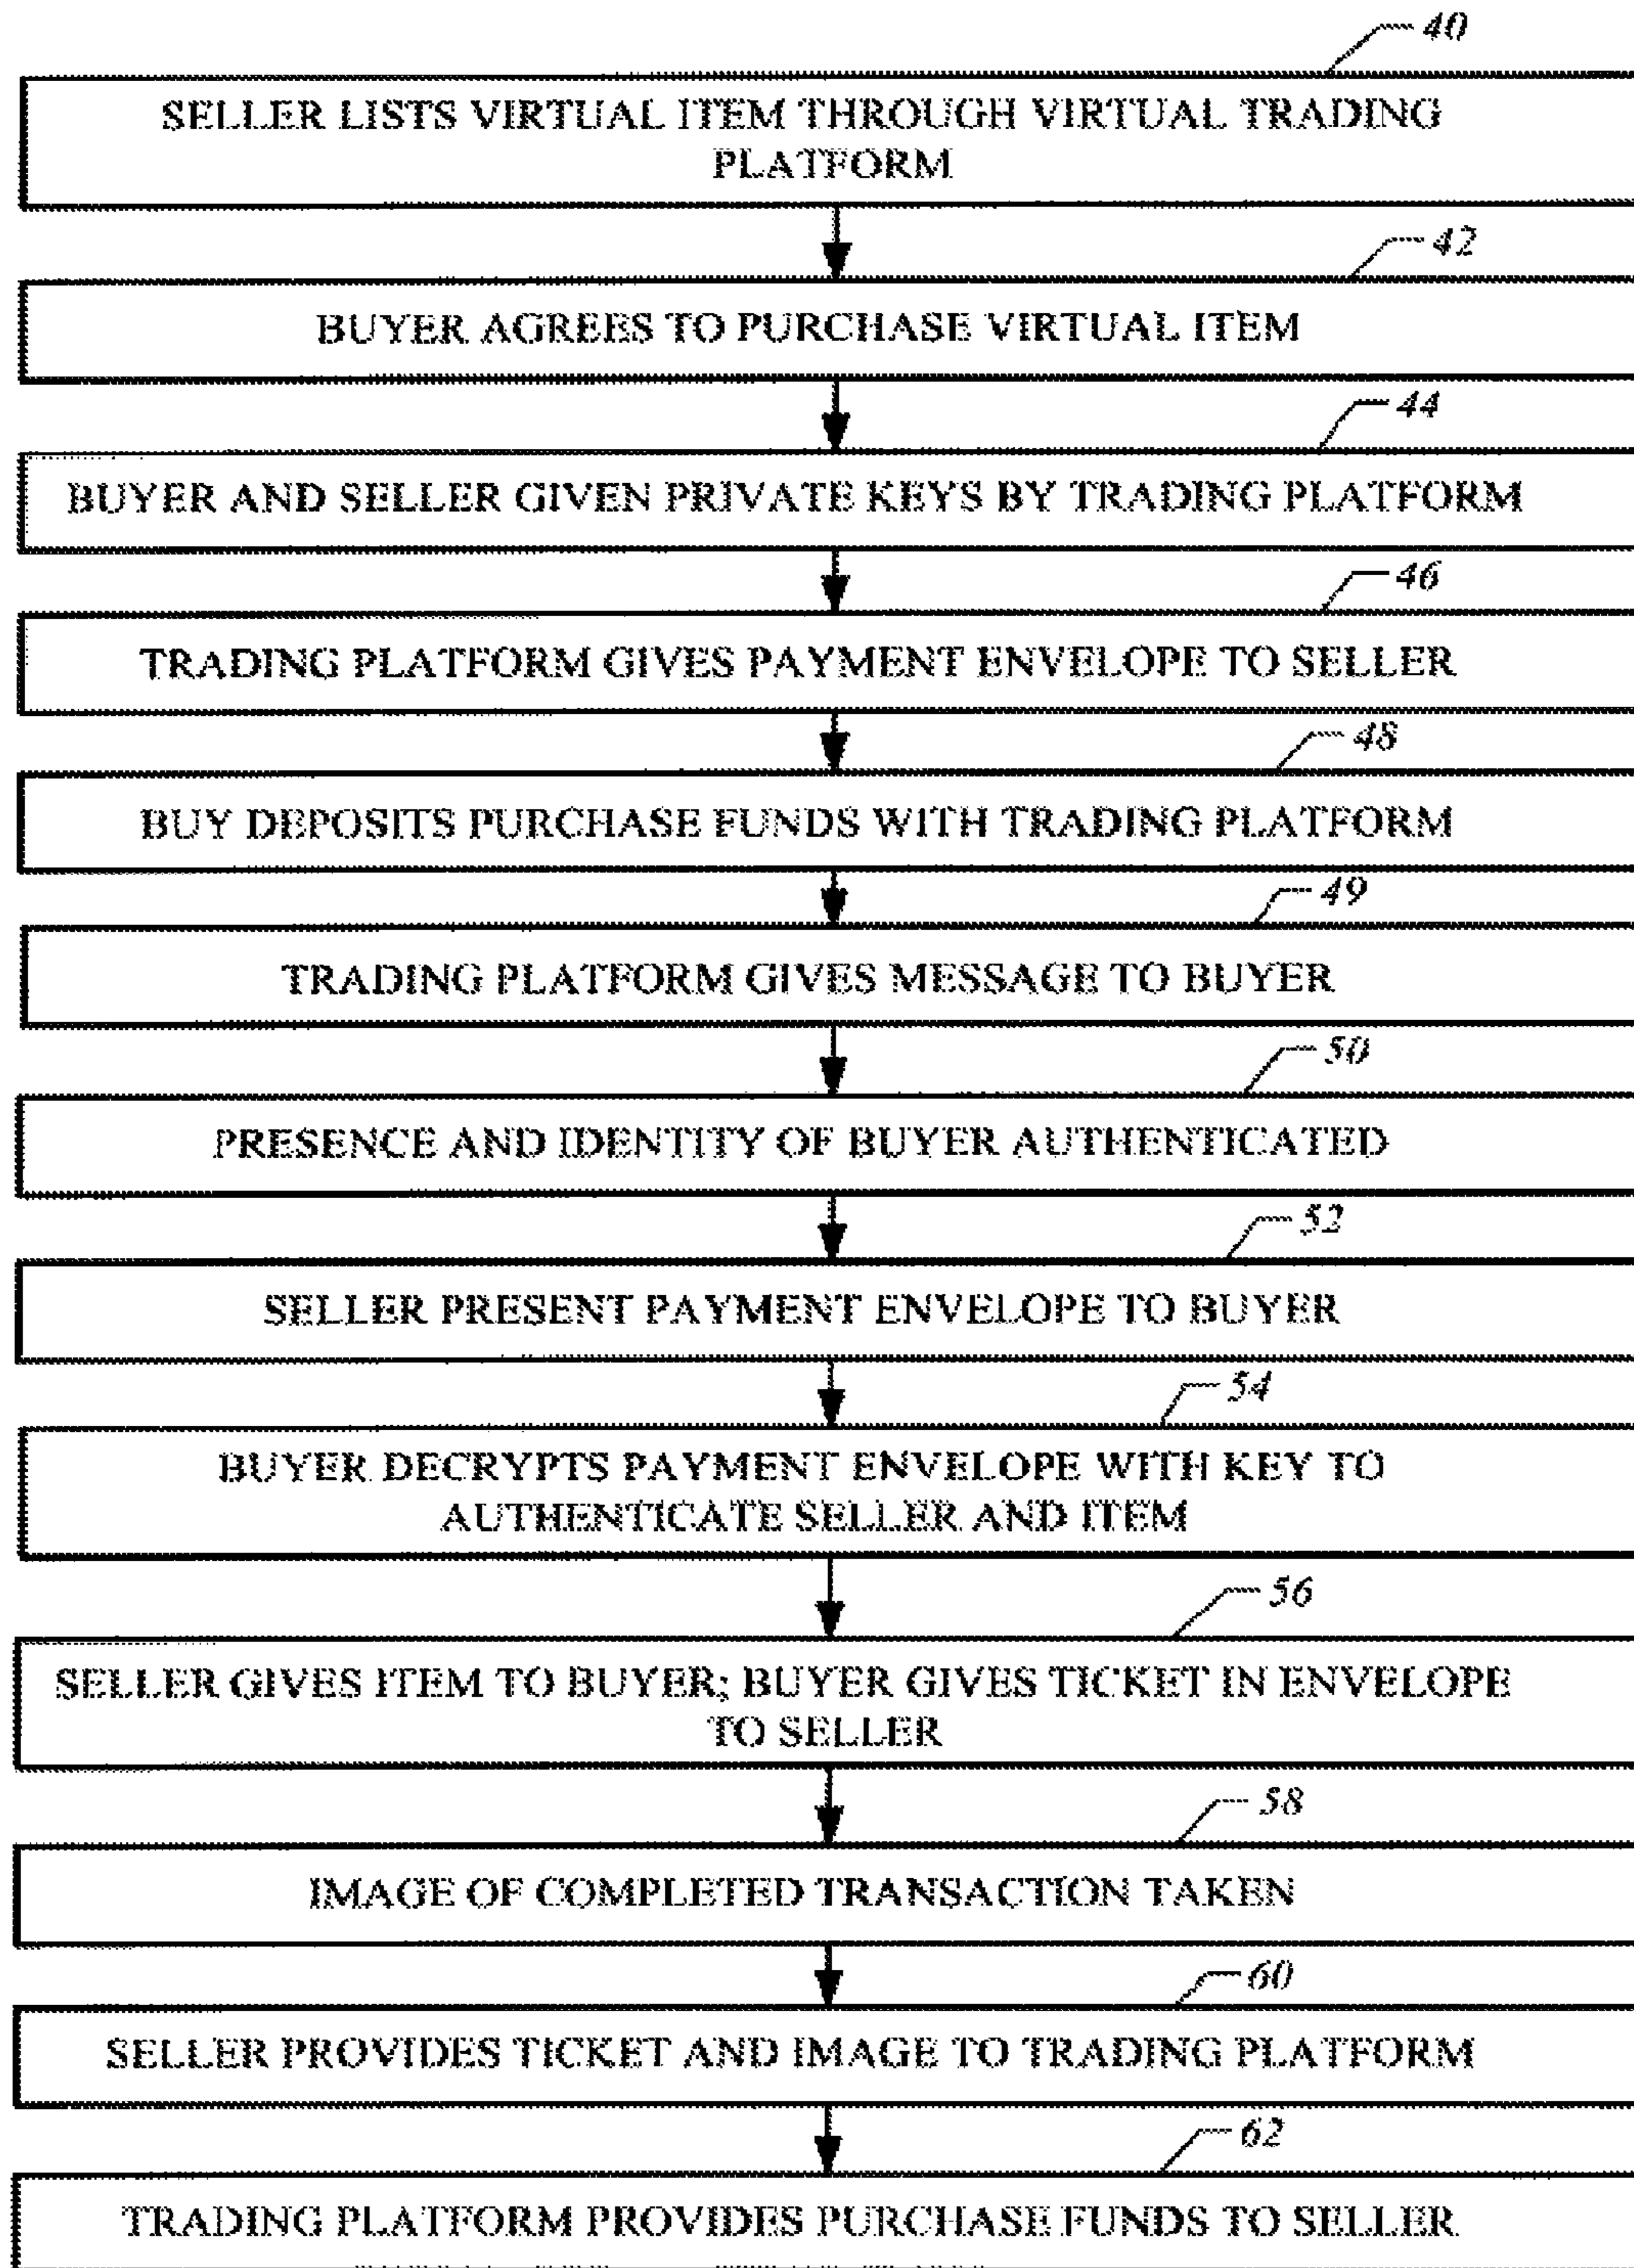 40
SELLER LISTS VIRTUAL ITEM THROUGH VIRTUAL TRADING
PLATFORM
42
BUYER AGREES TO PURCHASE VIRTUAL ITEM
44
BUYER AND SELLER GIVEN PRIVATE KEYS BY TRADING PLATFORM
46
TRADING PLATFORM GIVES PAYMENT ENVELOPE TO SELLER
48
BUY DEPOSITS PURCHASE FUNDS WITH TRADING PLATFORM
49
TRADING PLATFORM GIVES MESSAGE TO BUYER
50
PRESENCE AND IDENTITY OF BUYER AUTHENTICATED
52
SELLER PRESENT PAYMENT ENVELOPE TO BUYER
54
BUYER DECRYPTS PAYMENT ENVELOPE WITH KEY TO
AUTHENTICATE SELLER AND ITEM
56
SELLER GIVES ITEM TO BUYER; BUYER GIVES TICKET IN ENVELOPE
TO SELLER
58
IMAGE OF COMPLETED TRANSACTION TAKEN
60
SELLER PROVIDES TICKET AND IMAGE TO TRADING PLATFORM
62
TRADING PLATFORM PROVIDES PURCHASE FUNDS TO SELLER